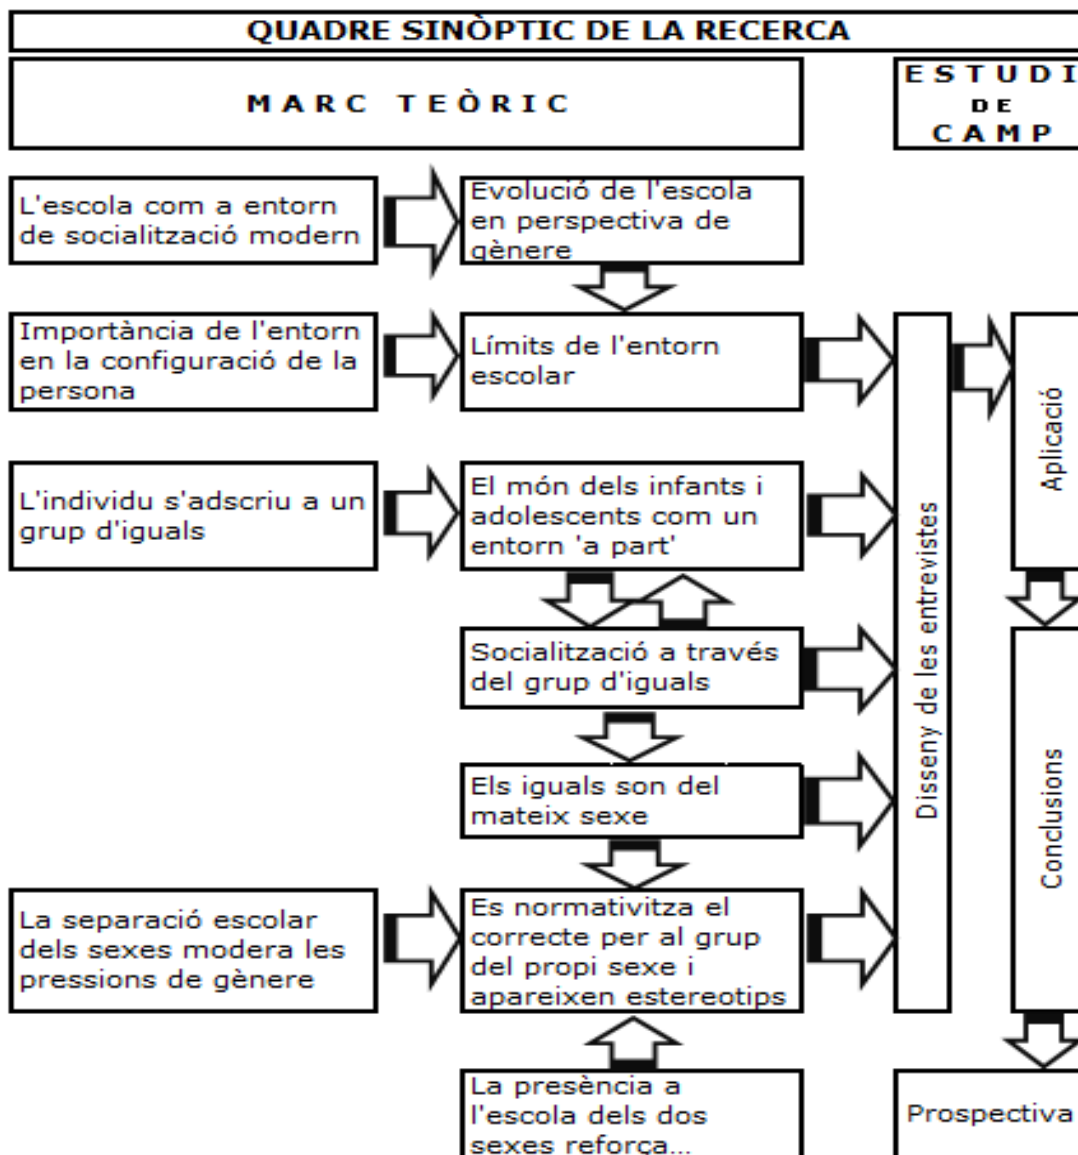 QUADRE SINÒPTIC DE LA RECERCA
MARC TEÒRIC
ESTUDI
DE
CAMP
L'escola com a entorn
de socialització modern
Evolució de l'escola
en perspectiva de
gènere
Importància de l'entorn
en la configuració de la
persona
Límits de l'entorn
escolar
L'individu s'adscriu a un
grup d'iguals
El món dels infants i
adolescents com un
entorn 'a part'
Socialització a través
del grup d'iguals
Els iguals son del
mateix sexe
La separació escolar
dels sexes modera les
pressions de gènere
Es normativitza el
correcte per al grup
del propi sexe i
apareixen estereotips
La presència a
l'escola dels dos
sexes reforça...
Disseny de les entrevistes
Aplicació
Conclusions
Prospectiva